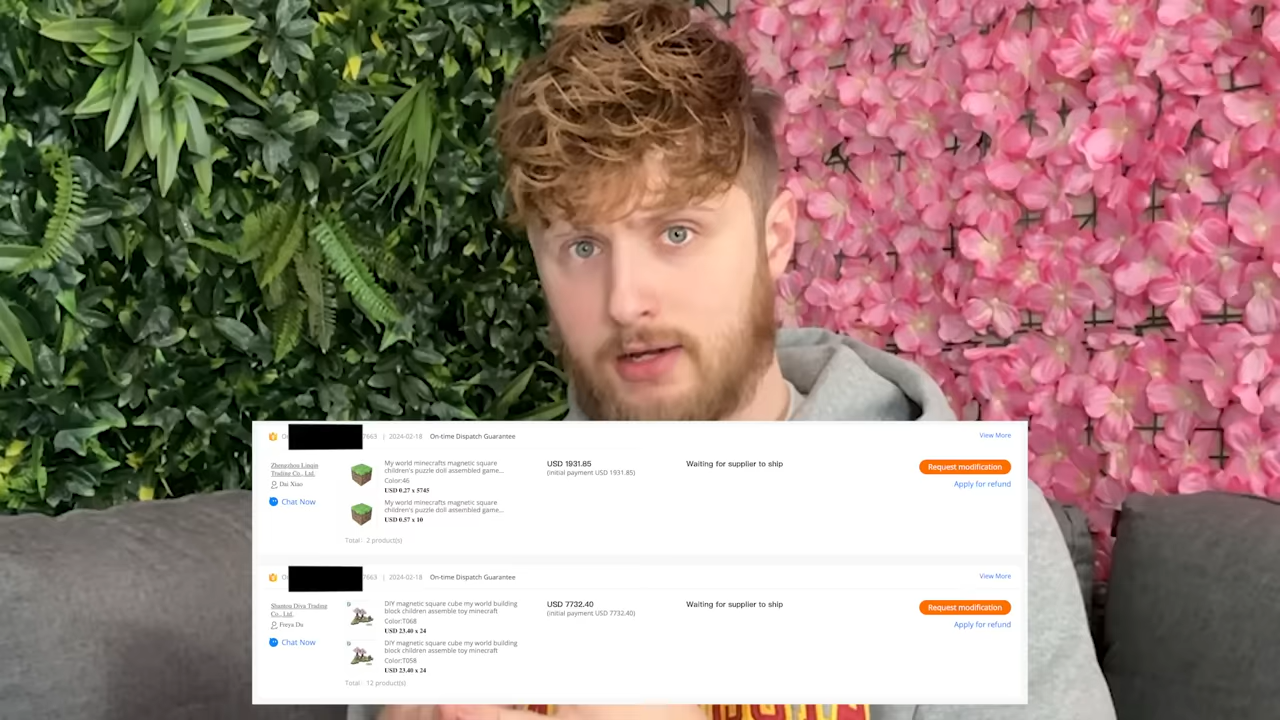 7663 | 2024-02-18 On-time Dispatch Guarantee
View More
Zhengzhou Linqin
Trading Co., Ltd.
Dai Xiao
Chat Now
My world minecrafts magnetic square
children's puzzle doll assembled game...
Color:46
USD 0.27 x 5745
My world minecrafts magnetic square
children's puzzle doll assembled game...
USD 0.57 x 10
Total : 2 product(s)
USD 1931.85
(initial payment USD 1931.85)
Waiting for supplier to ship
Request modification
Apply for refund
7663 | 2024-02-18 On-time Dispatch Guarantee
View More
Shantou Diva Trading
Co., Ltd.
Freya Du
Chat Now
DIY magnetic square cube my world building
block children assemble toy minecraft
Color:T068
USD 23.40 x 24
DIY magnetic square cube my world building
block children assemble toy minecraft
Color:T058
USD 23.40 x 24
Total : 12 product(s)
USD 7732.40
(initial payment USD 7732.40)
Waiting for supplier to ship
Request modification
Apply for refund